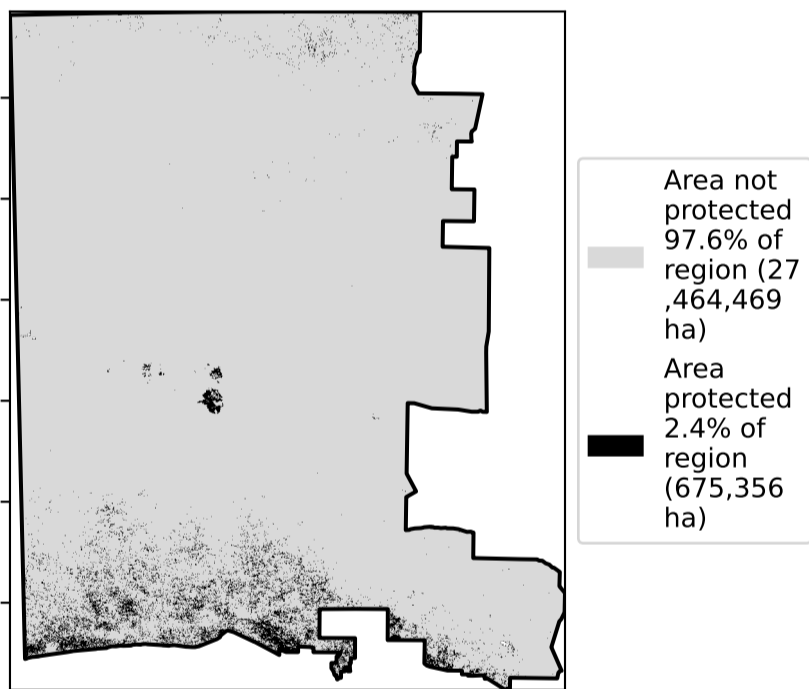 Area not
protected
97.6% of
region (27
,464,469
ha)
Area
protected
2.4% of
region
(675,356
ha)